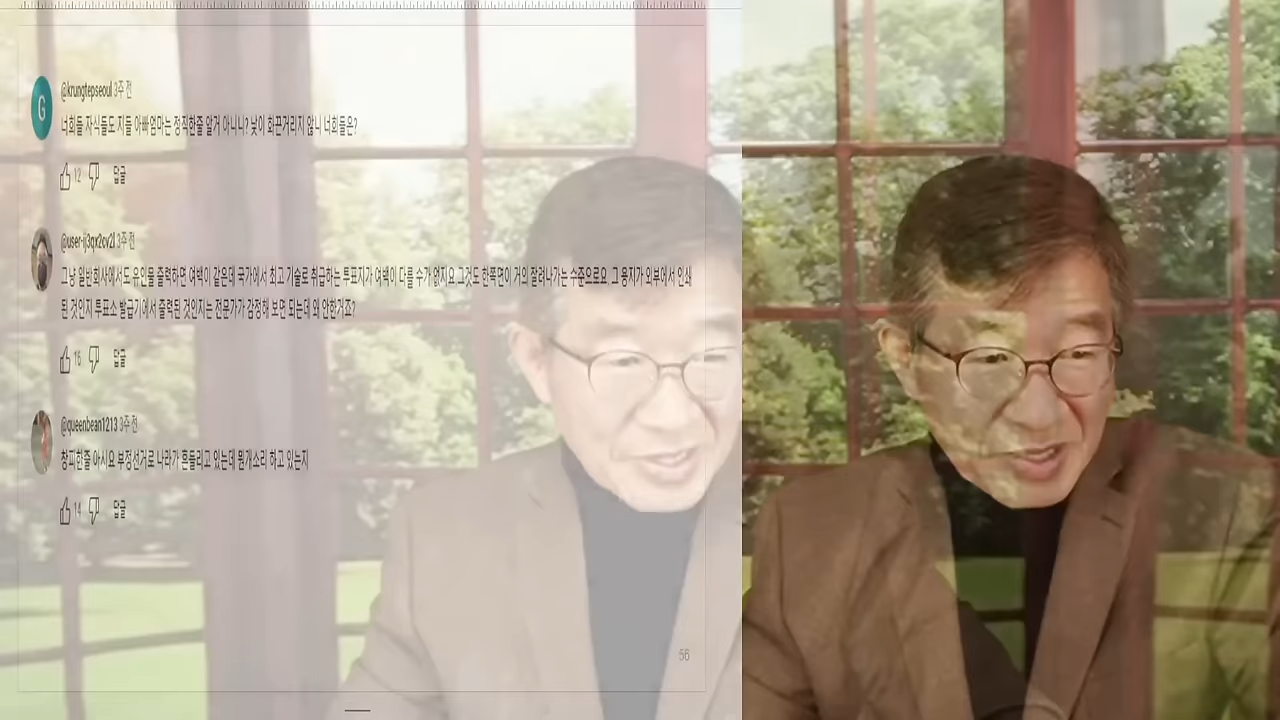 G
@krungtepseoul 3주 전
너희들 자식들도 지들 아빠엄마는 정직한줄 알거 아니니? 낯이 화끈거리지 않니 너희들은?
12 답글
@user-ij3qx2cv2l 3주 전
그냥 일반회사에서도 유인물 출력하면 여백이 같은데 국가에서 최고 기술로 취급하는 투표지가 여백이 다를 수가 없지요.그것도 한쪽면이 거의 잘려나가는 수준으로요. 그 용지가 외부에서 인쇄
된 것인지 투표소 발급기에서 출력된 것인지는 전문가가 감정해 보면 되는데 왜 안한거죠?
16 답글
@queenbean1213 3주 전
창피한줄 아시요 부정선거로 나라가 흔들리고 있는데 뭔개소리 하고 있는지
14 답글
56